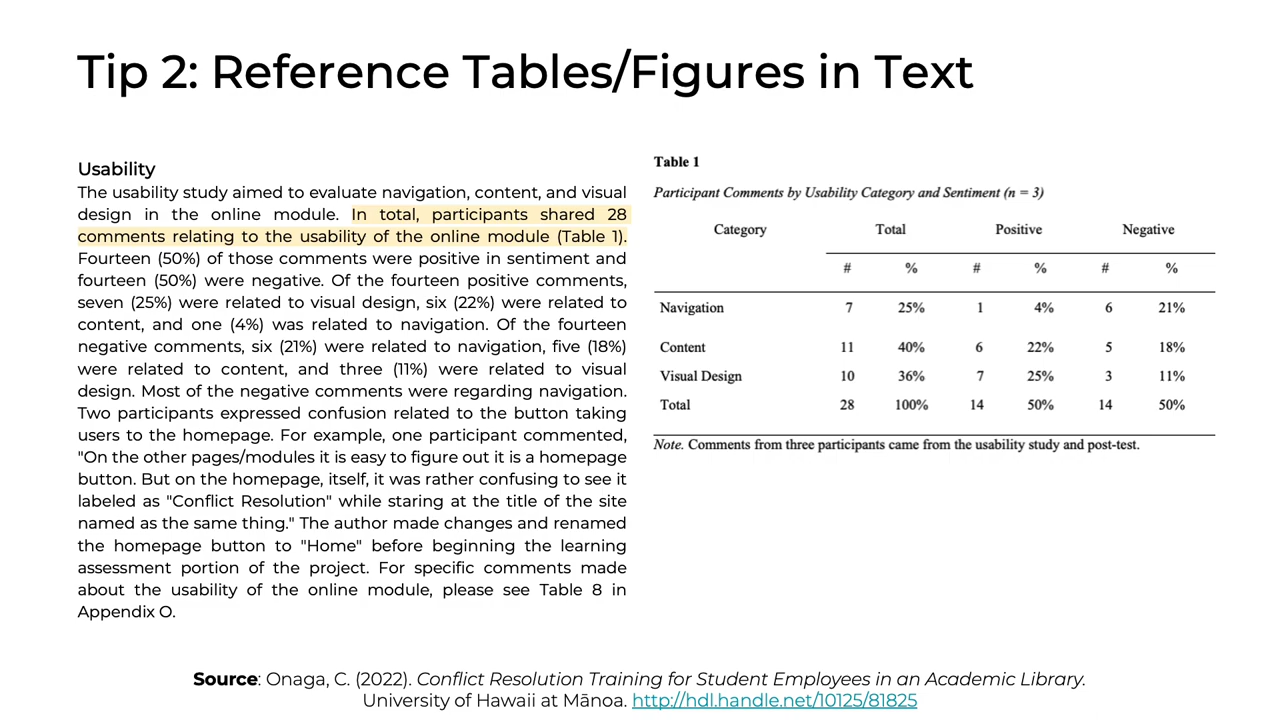 Tip 2: Reference Tables/Figures in Text
Usability
The usability study aimed to evaluate navigation, content, and visual
design in the online module. In total, participants shared 28
comments relating to the usability of the online module (Table 1).
Fourteen (50%) of those comments were positive in sentiment and
fourteen (50%) were negative. Of the fourteen positive comments,
seven (25%) were related to visual design, six (22%) were related to
content, and one (4%) was related to navigation. Of the fourteen
negative comments, six (21%) were related to navigation, five (18%)
were related to content, and three (11%) were related to visual
design. Most of the negative comments were regarding navigation.
Two participants expressed confusion related to the button taking
users to the homepage. For example, one participant commented,
"On the other pages/modules it is easy to figure out it is a homepage
button. But on the homepage, itself, it was rather confusing to see it
labeled as "Conflict Resolution" while staring at the title of the site
named as the same thing." The author made changes and renamed
the homepage button to "Home" before beginning the learning
assessment portion of the project. For specific comments made
about the usability of the online module, please see Table 8 in
Appendix O.
Table 1
Participant Comments by Usability Category and Sentiment (n = 3)
Category Total Positive Negative
# % # % # %
Navigation 7 25% 1 4% 6 21%
Content 11 40% 6 22% 5 18%
Visual Design 10 36% 7 25% 3 11%
Total 28 100% 14 50% 14 50%
Note. Comments from three participants came from the usability study and post-test.
Source: Onaga, C. (2022). Conflict Resolution Training for Student Employees in an Academic Library.
University of Hawaii at Mānoa. http://hdl.handle.net/10125/81825